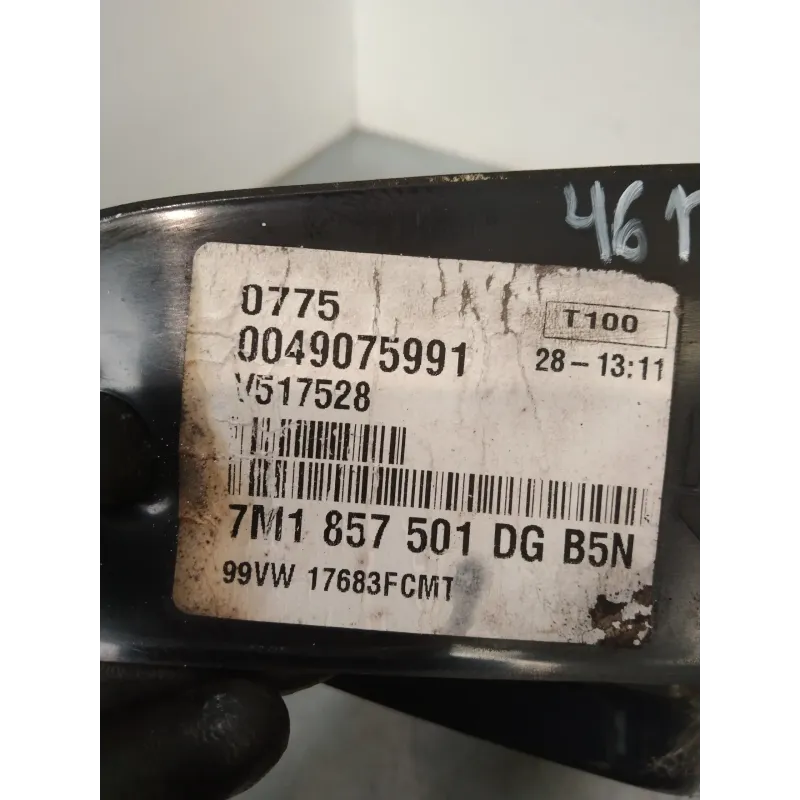 46
0775
T100
0049075991
28-13:11
V517528
7M1 857 501 DG B5N
99VW 17683FCMT